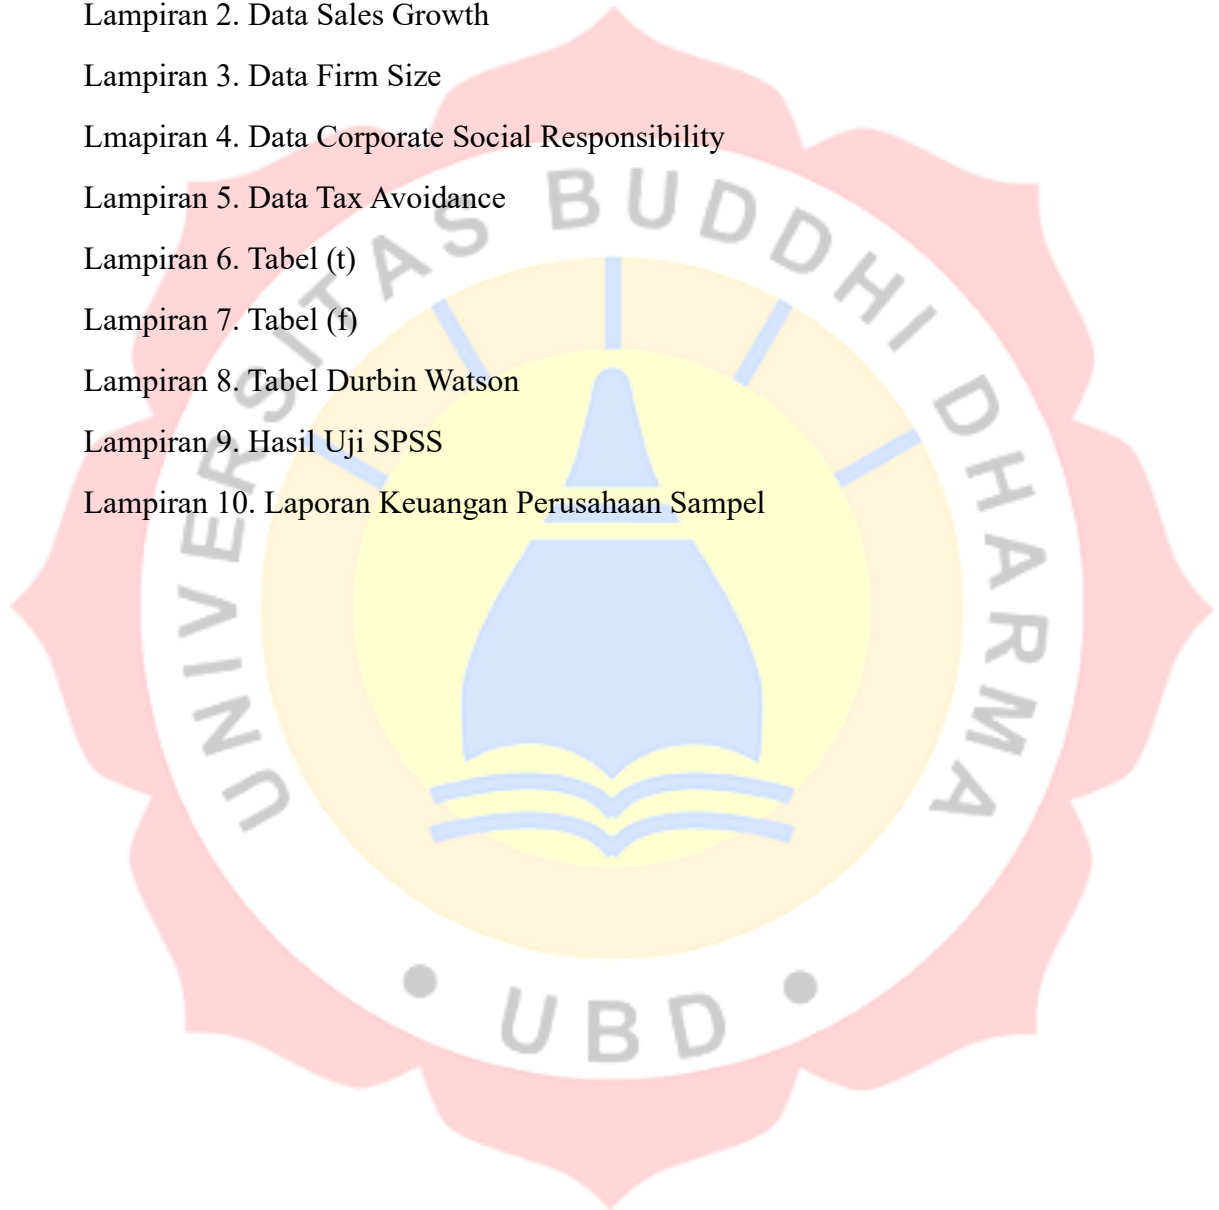 Lampiran 2. Data Sales Growth
Lampiran 3. Data Firm Size
Lmapiran 4. Data Corporate Social Responsibility
Lampiran 5. Data Tax Avoidance
Lampiran 6. Tabel (t)
Lampiran 7. Tabel (f)
Lampiran 8. Tabel Durbin Watson
Lampiran 9. Hasil Uji SPSS
Lampiran 10. Laporan Keuangan Perusahaan Sampel
UNIVERSITAS BUDDHI DHARMA
• UBD •